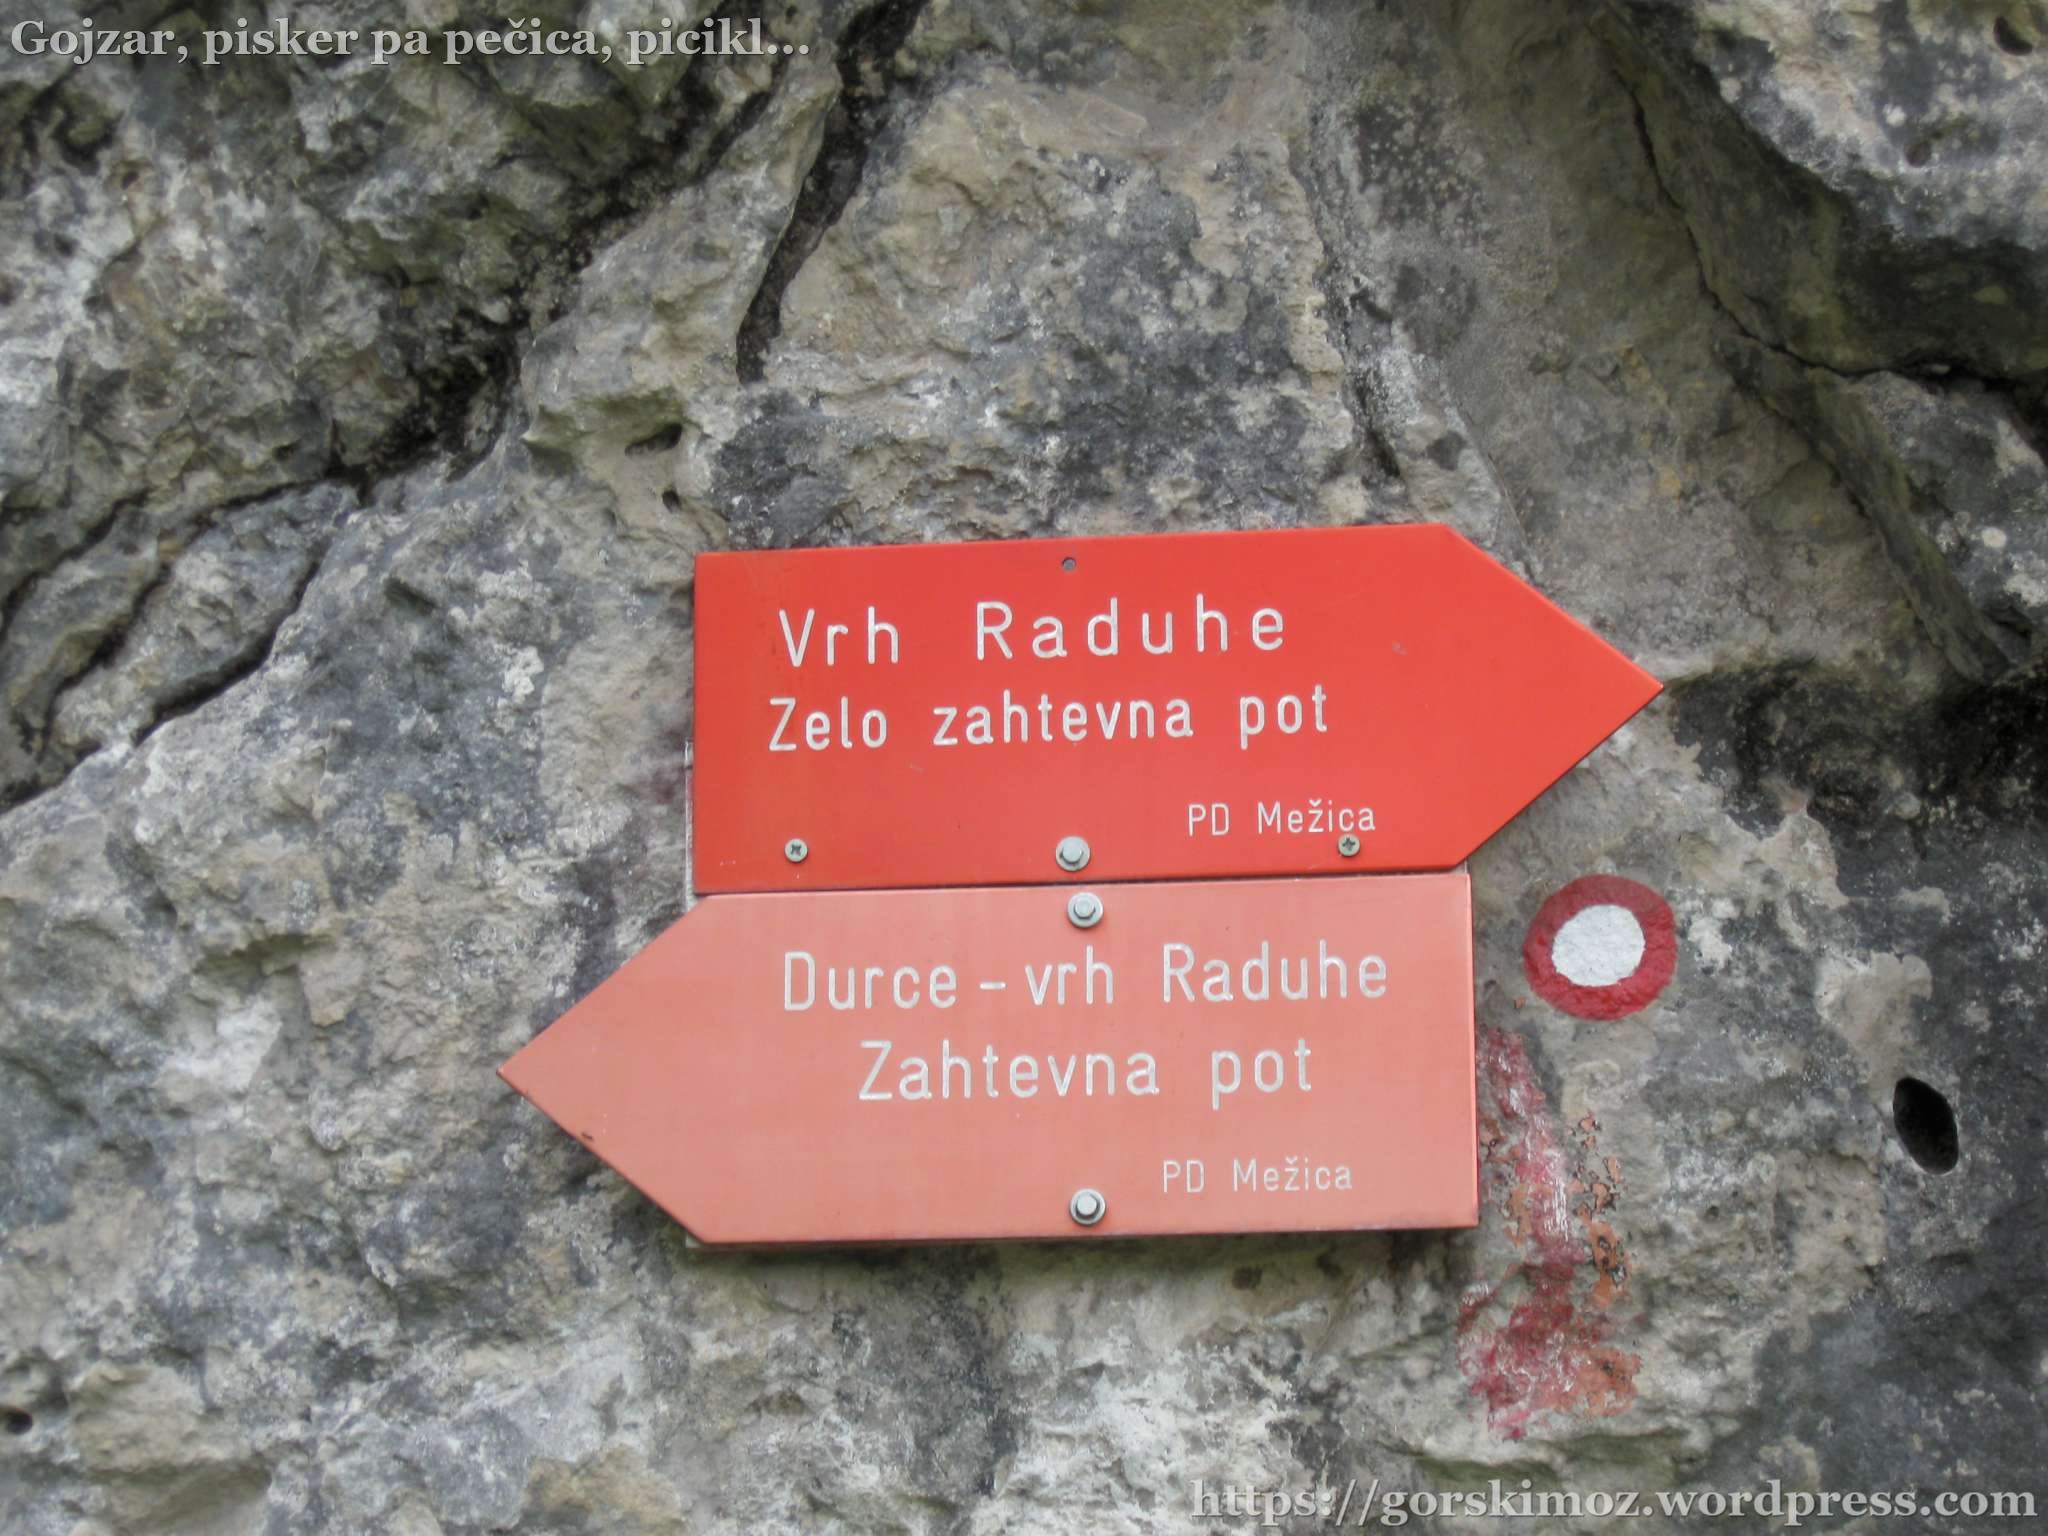 Gojzar, pisker pa pečica, picikl...
Vrh Raduhe
Zelo zahtevna pot
PD Mežica
Durce - vrh Raduhe
Zahtevna pot
PD Mežica
https://gorskimoz.wordpress.com